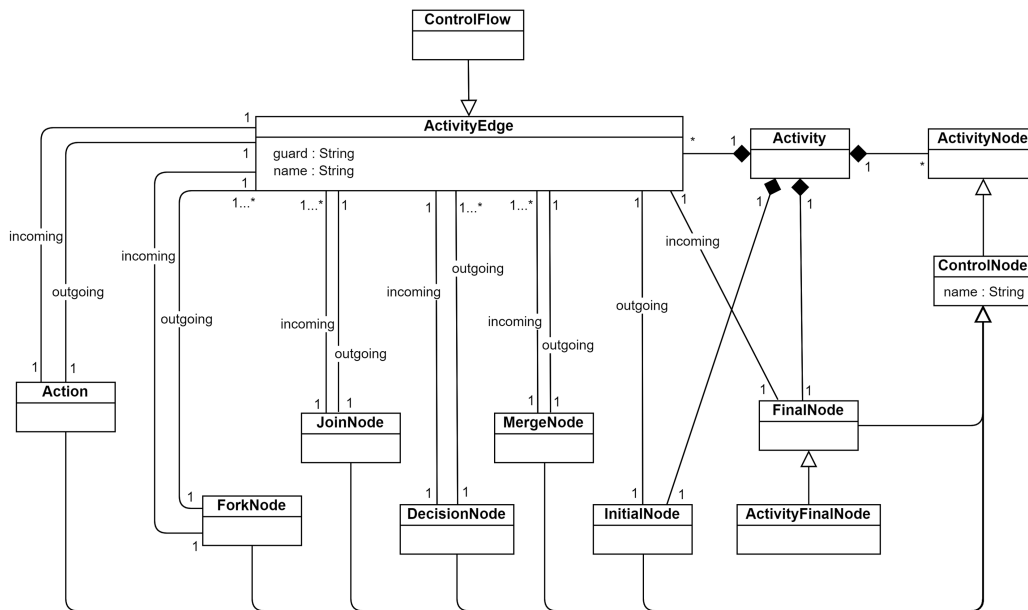 ControlFlow
1
ActivityEdge
guard : String
name : String
1
1
1
*
1
Activity
1
*
ActivityNode
1...*
1...*
1
1
1...*
1...*
1
1
1
1
1
incoming
incoming
outgoing
outgoing
incoming
outgoing
incoming
outgoing
incoming
outgoing
outgoing
incoming
ControlNode
name : String
1
1
Action
1
1
JoinNode
1
1
MergeNode
1
1
FinalNode
1
1
ForkNode
1
1
DecisionNode
1
1
InitialNode
ActivityFinalNode